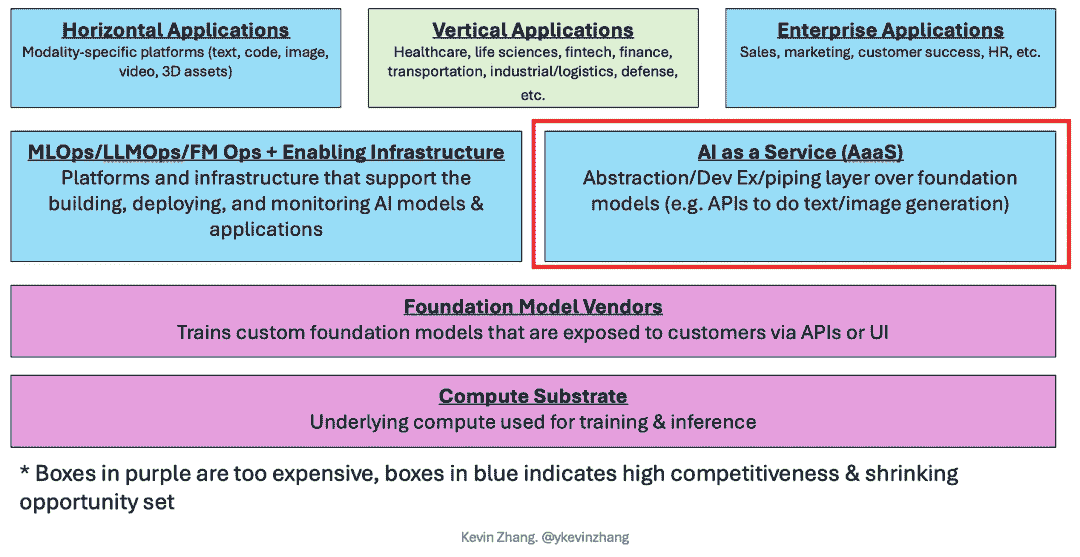 Horizontal Applications
Modality-specific platforms (text, code, image,
video, 3D assets)
Vertical Applications
Healthcare, life sciences, fintech, finance,
transportation, industrial/logistics, defense,
etc.
Enterprise Applications
Sales, marketing, customer success, HR, etc.
MLOps/LLMOps/FM Ops + Enabling Infrastructure
Platforms and infrastructure that support the
building, deploying, and monitoring AI models &
applications
AI as a Service (AaaS)
Abstraction/Dev Ex/piping layer over foundation
models (e.g. APIs to do text/image generation)
Foundation Model Vendors
Trains custom foundation models that are exposed to customers via APIs or UI
Compute Substrate
Underlying compute used for training & inference
* Boxes in purple are too expensive, boxes in blue indicates high competitiveness & shrinking
opportunity set
Kevin Zhang. @ykevinzhang